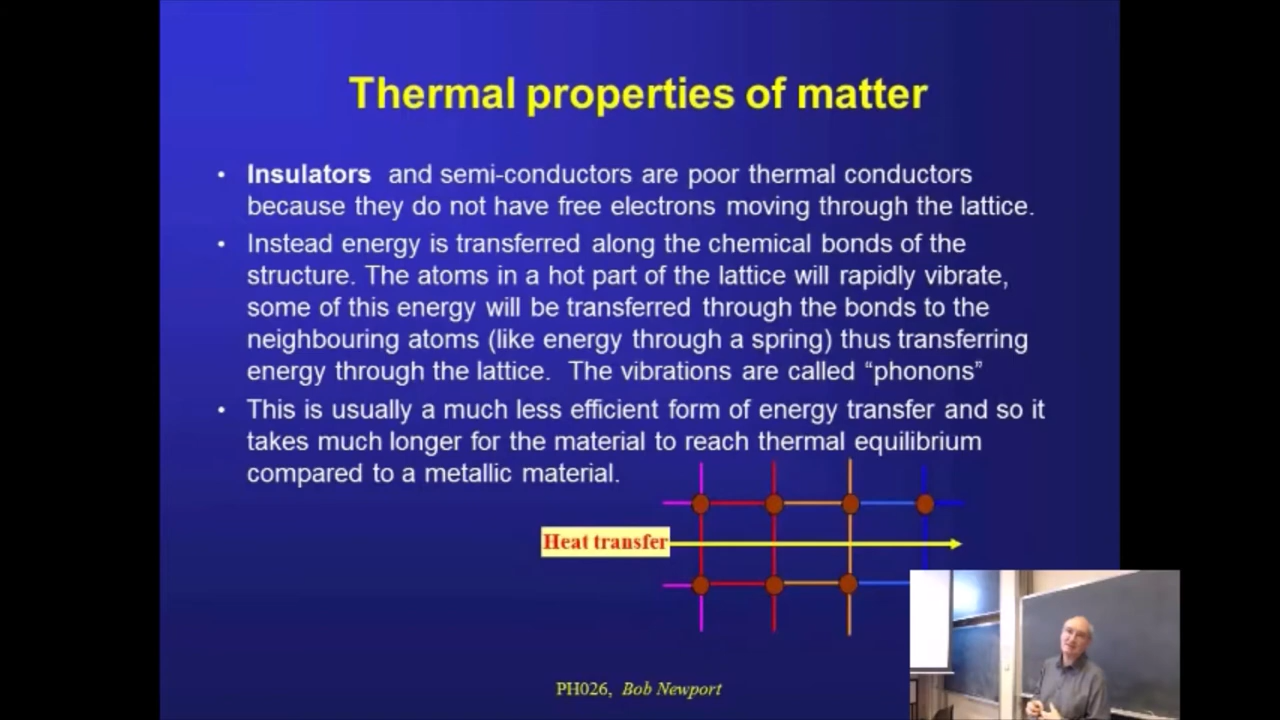 Thermal properties of matter
• Insulators and semi-conductors are poor thermal conductors
because they do not have free electrons moving through the lattice.
• Instead energy is transferred along the chemical bonds of the
structure. The atoms in a hot part of the lattice will rapidly vibrate,
some of this energy will be transferred through the bonds to the
neighbouring atoms (like energy through a spring) thus transferring
energy through the lattice. The vibrations are called “phonons”
• This is usually a much less efficient form of energy transfer and so it
takes much longer for the material to reach thermal equilibrium
compared to a metallic material.
Heat transfer
PH026, Bob Newport